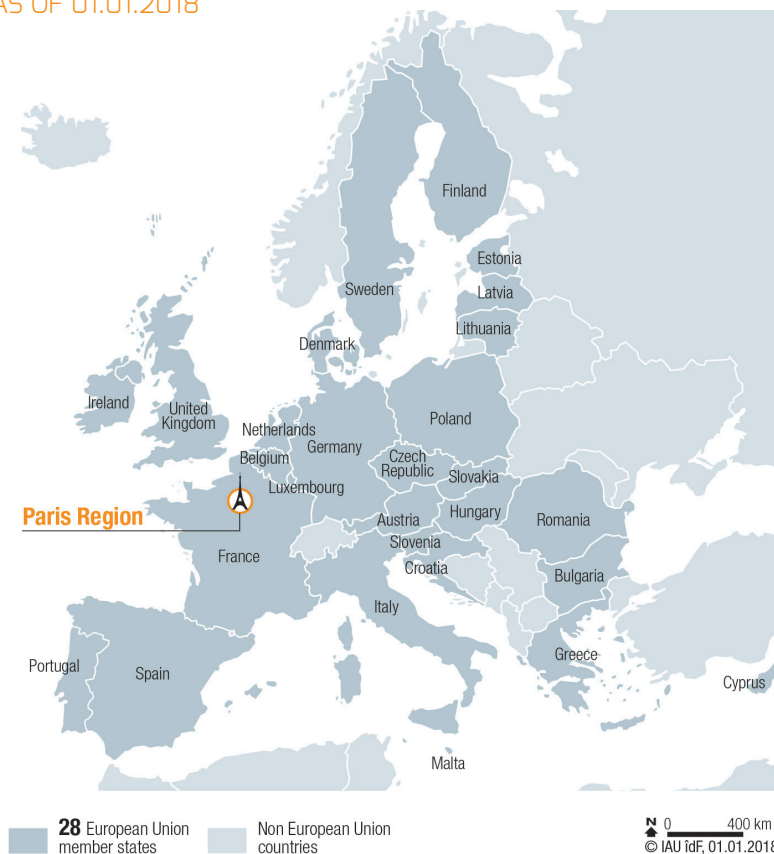 AS OF 01.01.2018
Finland
Estonia
Sweden
Latvia
Lithuania
Denmark
Ireland
United
Kingdom
Netherlands
Poland
Germany
Belgium
Czech
Republic
Slovakia
Luxembourg
Paris Region
Hungary
Austria
Romania
Slovenia
France
Croatia
Bulgaria
Italy
Greece
Portugal
Spain
Cyprus
Malta
28 European Union
member states
Non European Union
countries
N 0 400 km
© IAU îdF, 01.01.2018